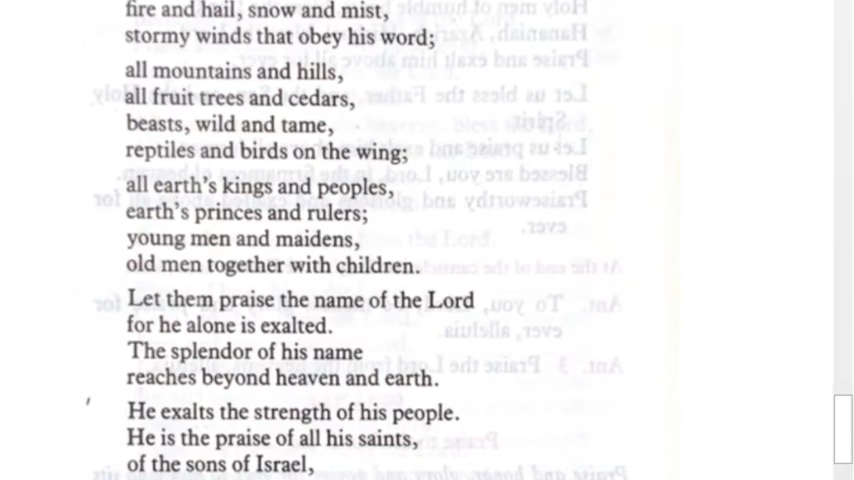 fire and hail, snow and mist,
stormy winds that obey his word;
all mountains and hills,
all fruit trees and cedars,
beasts, wild and tame,
reptiles and birds on the wing;
all earth's kings and peoples,
earth's princes and rulers;
young men and maidens,
old men together with children.
Let them praise the name of the Lord
for he alone is exalted.
The splendor of his name
reaches beyond heaven and earth.
He exalts the strength of his people.
He is the praise of all his saints,
of the sons of Israel,